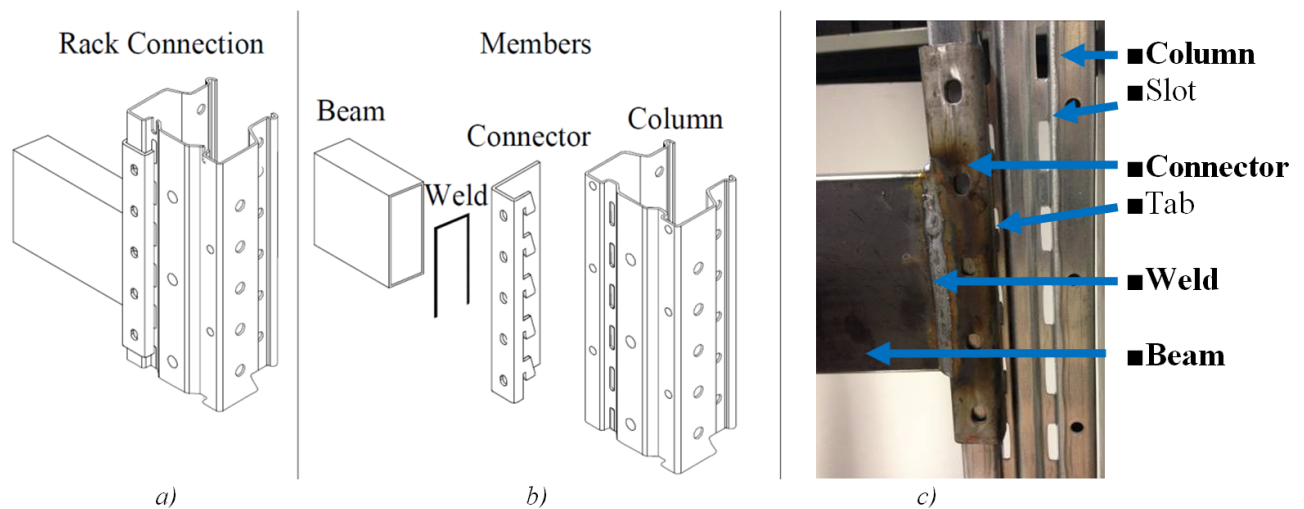 Rack Connection
Members
Beam
Connector
Column
Weld
■Column
■Slot
■Connector
■Tab
■Weld
■Beam
a)
b)
c)